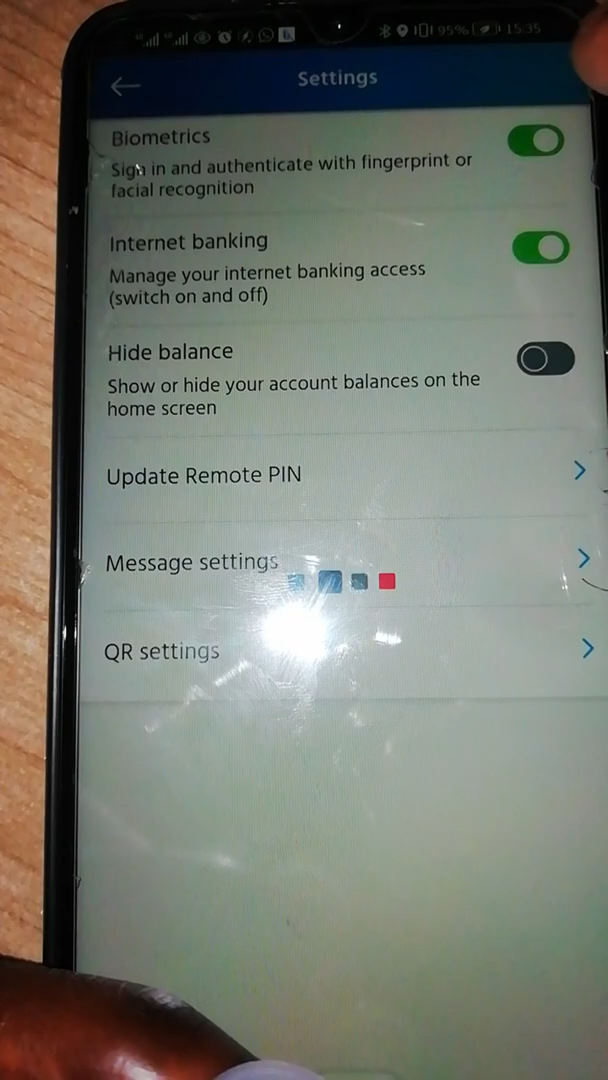 95% 15:35
Settings
Biometrics
Sign in and authenticate with fingerprint or
facial recognition
Internet banking
Manage your internet banking access
(switch on and off)
Hide balance
Show or hide your account balances on the
home screen
Update Remote PIN
Message settings
QR settings